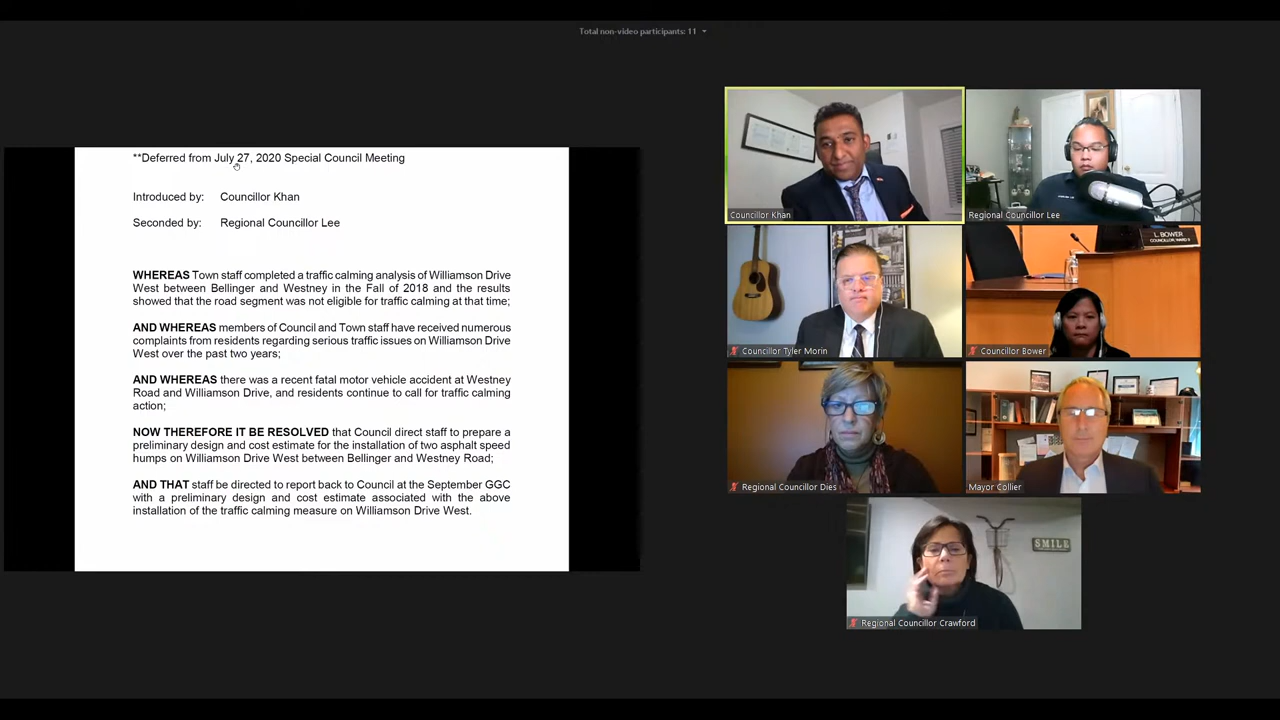 Total non-video participants: 11
**Deferred from July 27, 2020 Special Council Meeting
Introduced by: Councillor Khan
Seconded by: Regional Councillor Lee
WHEREAS Town staff completed a traffic calming analysis of Williamson Drive
West between Bellinger and Westney in the Fall of 2018 and the results
showed that the road segment was not eligible for traffic calming at that time;
AND WHEREAS members of Council and Town staff have received numerous
complaints from residents regarding serious traffic issues on Williamson Drive
West over the past two years;
AND WHEREAS there was a recent fatal motor vehicle accident at Westney
Road and Williamson Drive, and residents continue to call for traffic calming
action;
NOW THEREFORE IT BE RESOLVED that Council direct staff to prepare a
preliminary design and cost estimate for the installation of two asphalt speed
humps on Williamson Drive West between Bellinger and Westney Road;
AND THAT staff be directed to report back to Council at the September GGC
with a preliminary design and cost estimate associated with the above
installation of the traffic calming measure on Williamson Drive West.
Councillor Khan
Regional Councillor Lee
L. BOWER
COUNCILLOR, WARD 3
Councillor Tyler Morin
Councillor Bower
Regional Councillor Dies
Mayor Collier
SMILE
Regional Councillor Crawford